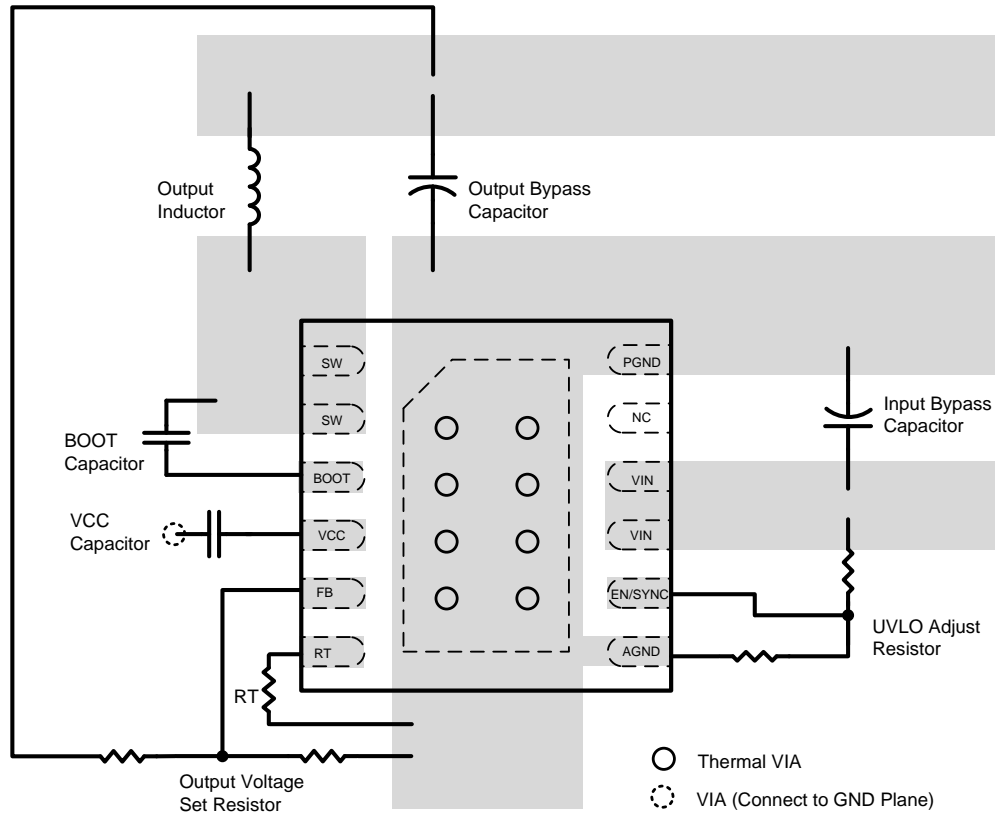 Output
Inductor
Output Bypass
Capacitor
SW
PGND
SW
NC
Input Bypass
Capacitor
BOOT
Capacitor
BOOT
VIN
VCC
Capacitor
VCC
VIN
FB
EN/SYNC
UVLO Adjust
Resistor
RT
AGND
RT
Output Voltage
Set Resistor
Thermal VIA
VIA (Connect to GND Plane)